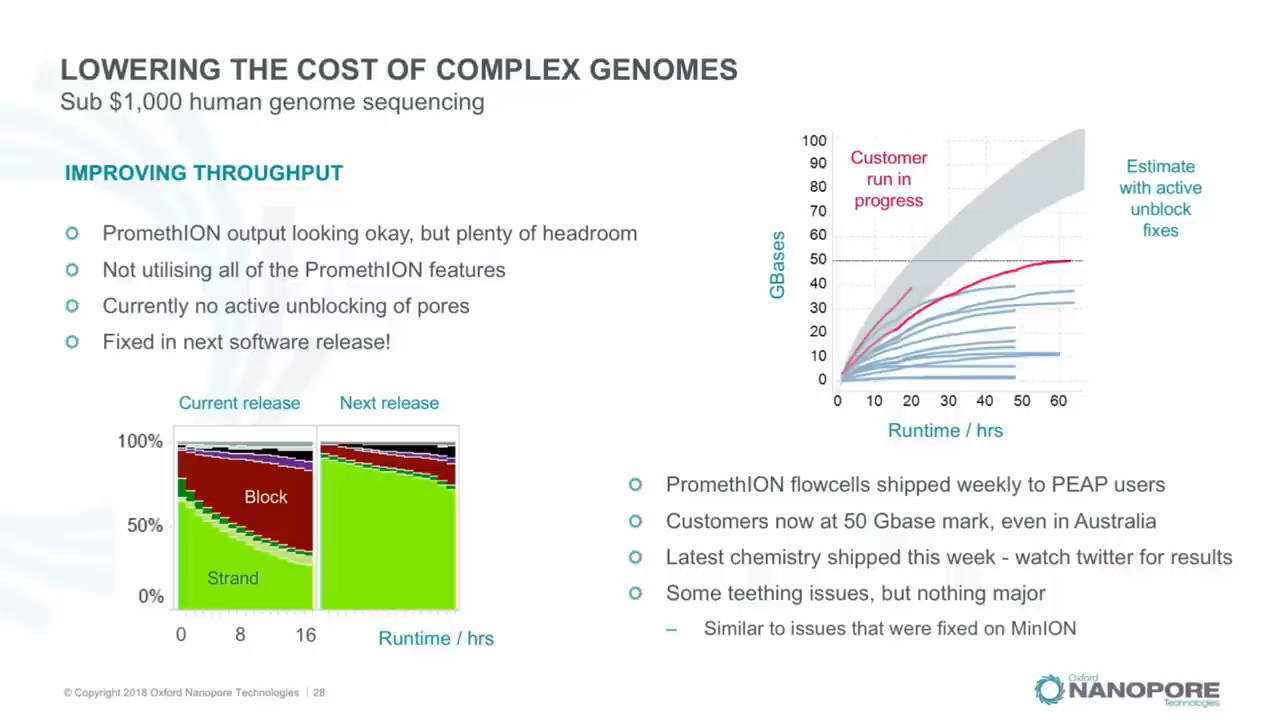 LOWERING THE COST OF COMPLEX GENOMES
Sub $1,000 human genome sequencing
IMPROVING THROUGHPUT
PromethION output looking okay, but plenty of headroom
Not utilising all of the PromethION features
Currently no active unblocking of pores
Fixed in next software release!
Current release
Next release
100%
50%
0%
Block
Strand
0 8 16
Runtime / hrs
100
90
80
70
60
50
40
30
20
10
0
GBases
Customer
run in
progress
Estimate
with active
unblock
fixes
0 10 20 30 40 50 60
Runtime / hrs
PromethION flowcells shipped weekly to PEAP users
Customers now at 50 Gbase mark, even in Australia
Latest chemistry shipped this week - watch twitter for results
Some teething issues, but nothing major
– Similar to issues that were fixed on MinION
© Copyright 2018 Oxford Nanopore Technologies | 28
Oxford
NANOPORE
Technologies